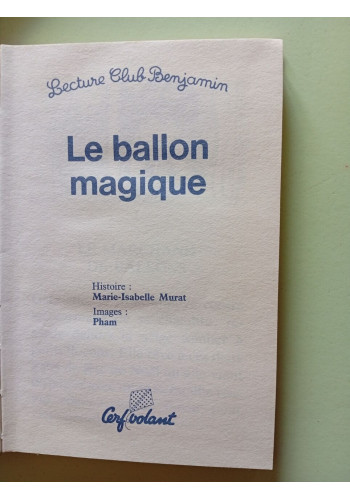 Lecture Club Benjamin
Le ballon
magique
Histoire :
Marie-Isabelle Murat
Images :
Pham
Cerf volant